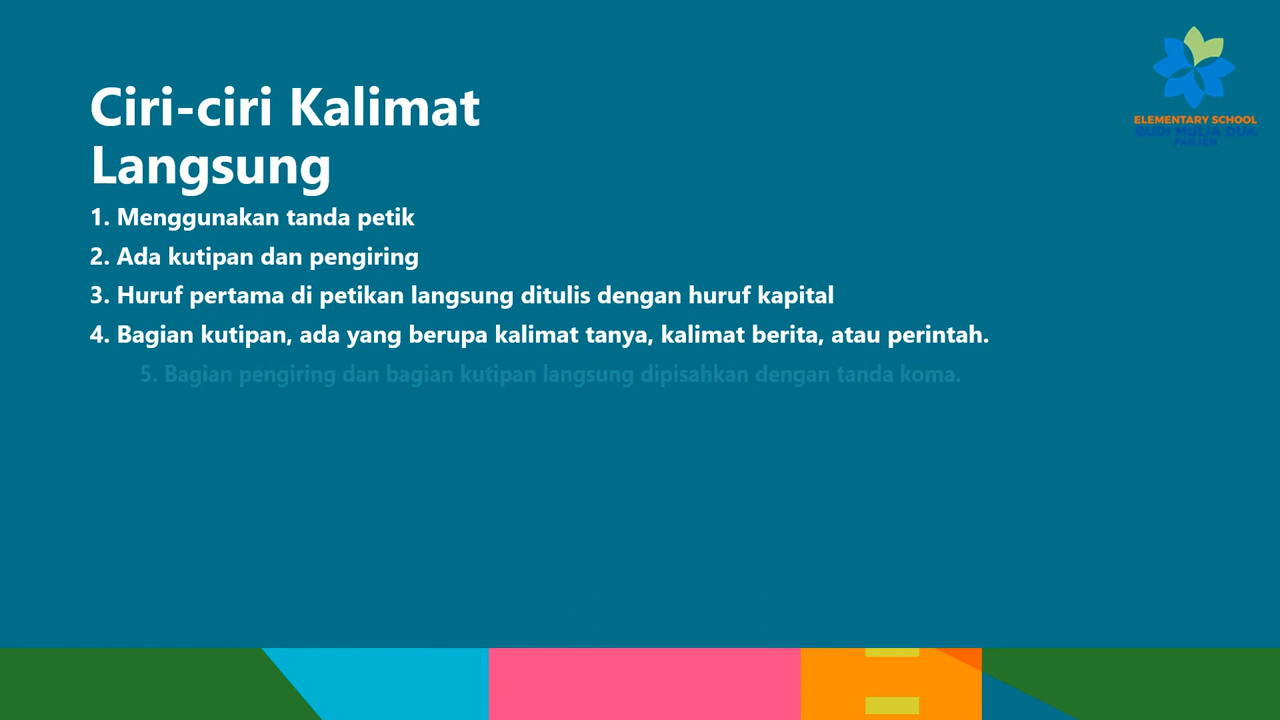 Ciri-ciri Kalimat
Langsung
1. Menggunakan tanda petik
2. Ada kutipan dan pengiring
3. Huruf pertama di petikan langsung ditulis dengan huruf kapital
4. Bagian kutipan, ada yang berupa kalimat tanya, kalimat berita, atau perintah.
5. Bagian pengiring dan bagian kutipan langsung dipisahkan dengan tanda koma.
ELEMENTARY SCHOOL
BUDI MULIA DUA